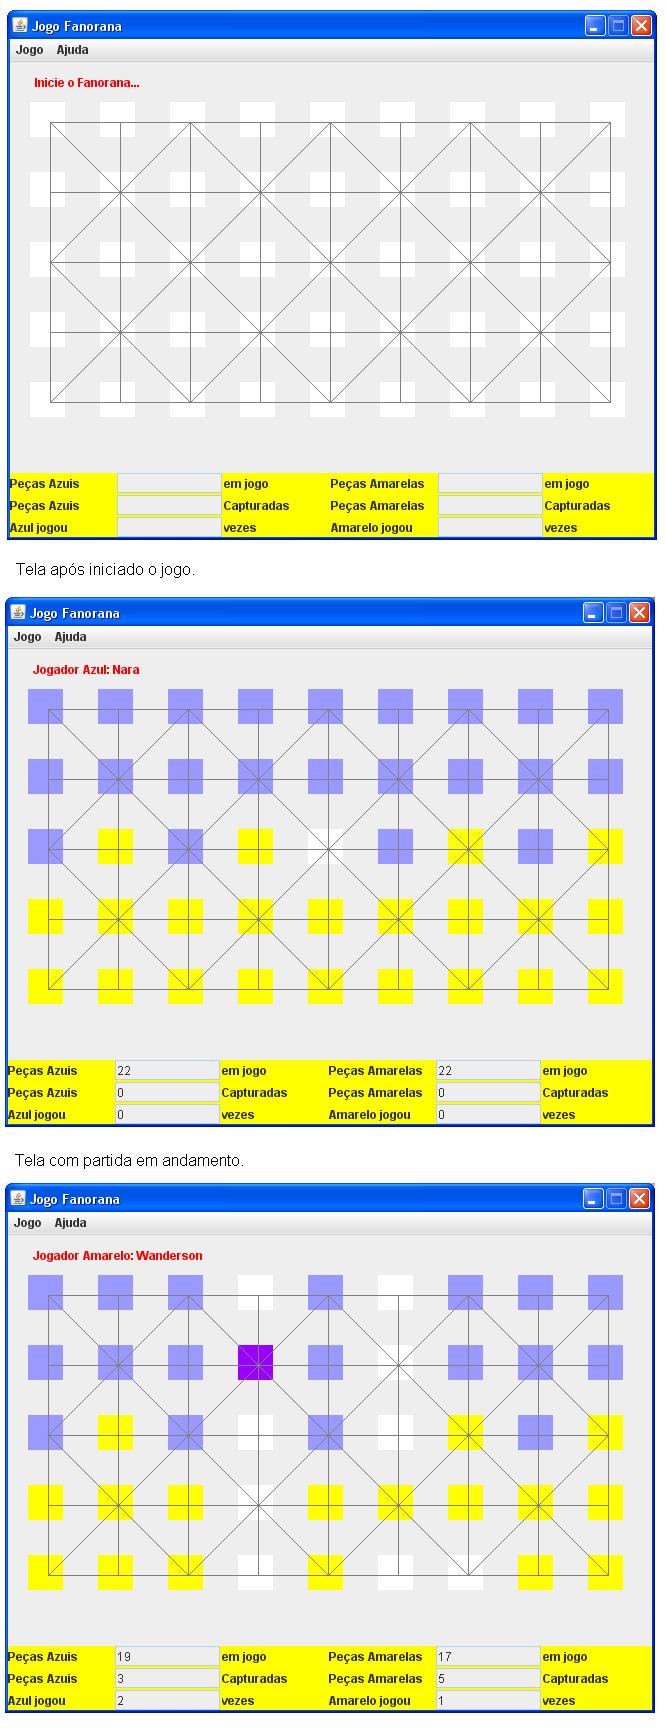 Jogo Fanorana
Jogo Ajuda
Inicie o Fanorana...
Peças Azuis em jogo Peças Amarelas em jogo
Peças Azuis Capturadas Peças Amarelas Capturadas
Azul jogou vezes Amarelo jogou vezes
Tela após iniciado o jogo.
Jogo Fanorana
Jogo Ajuda
Jogador Azul: Nara
Peças Azuis 22 em jogo Peças Amarelas 22 em jogo
Peças Azuis 0 Capturadas Peças Amarelas 0 Capturadas
Azul jogou 0 vezes Amarelo jogou 0 vezes
Tela com partida em andamento.
Jogo Fanorana
Jogo Ajuda
Jogador Amarelo: Wanderson
Peças Azuis 19 em jogo Peças Amarelas 17 em jogo
Peças Azuis 3 Capturadas Peças Amarelas 5 Capturadas
Azul jogou 2 vezes Amarelo jogou 1 vezes